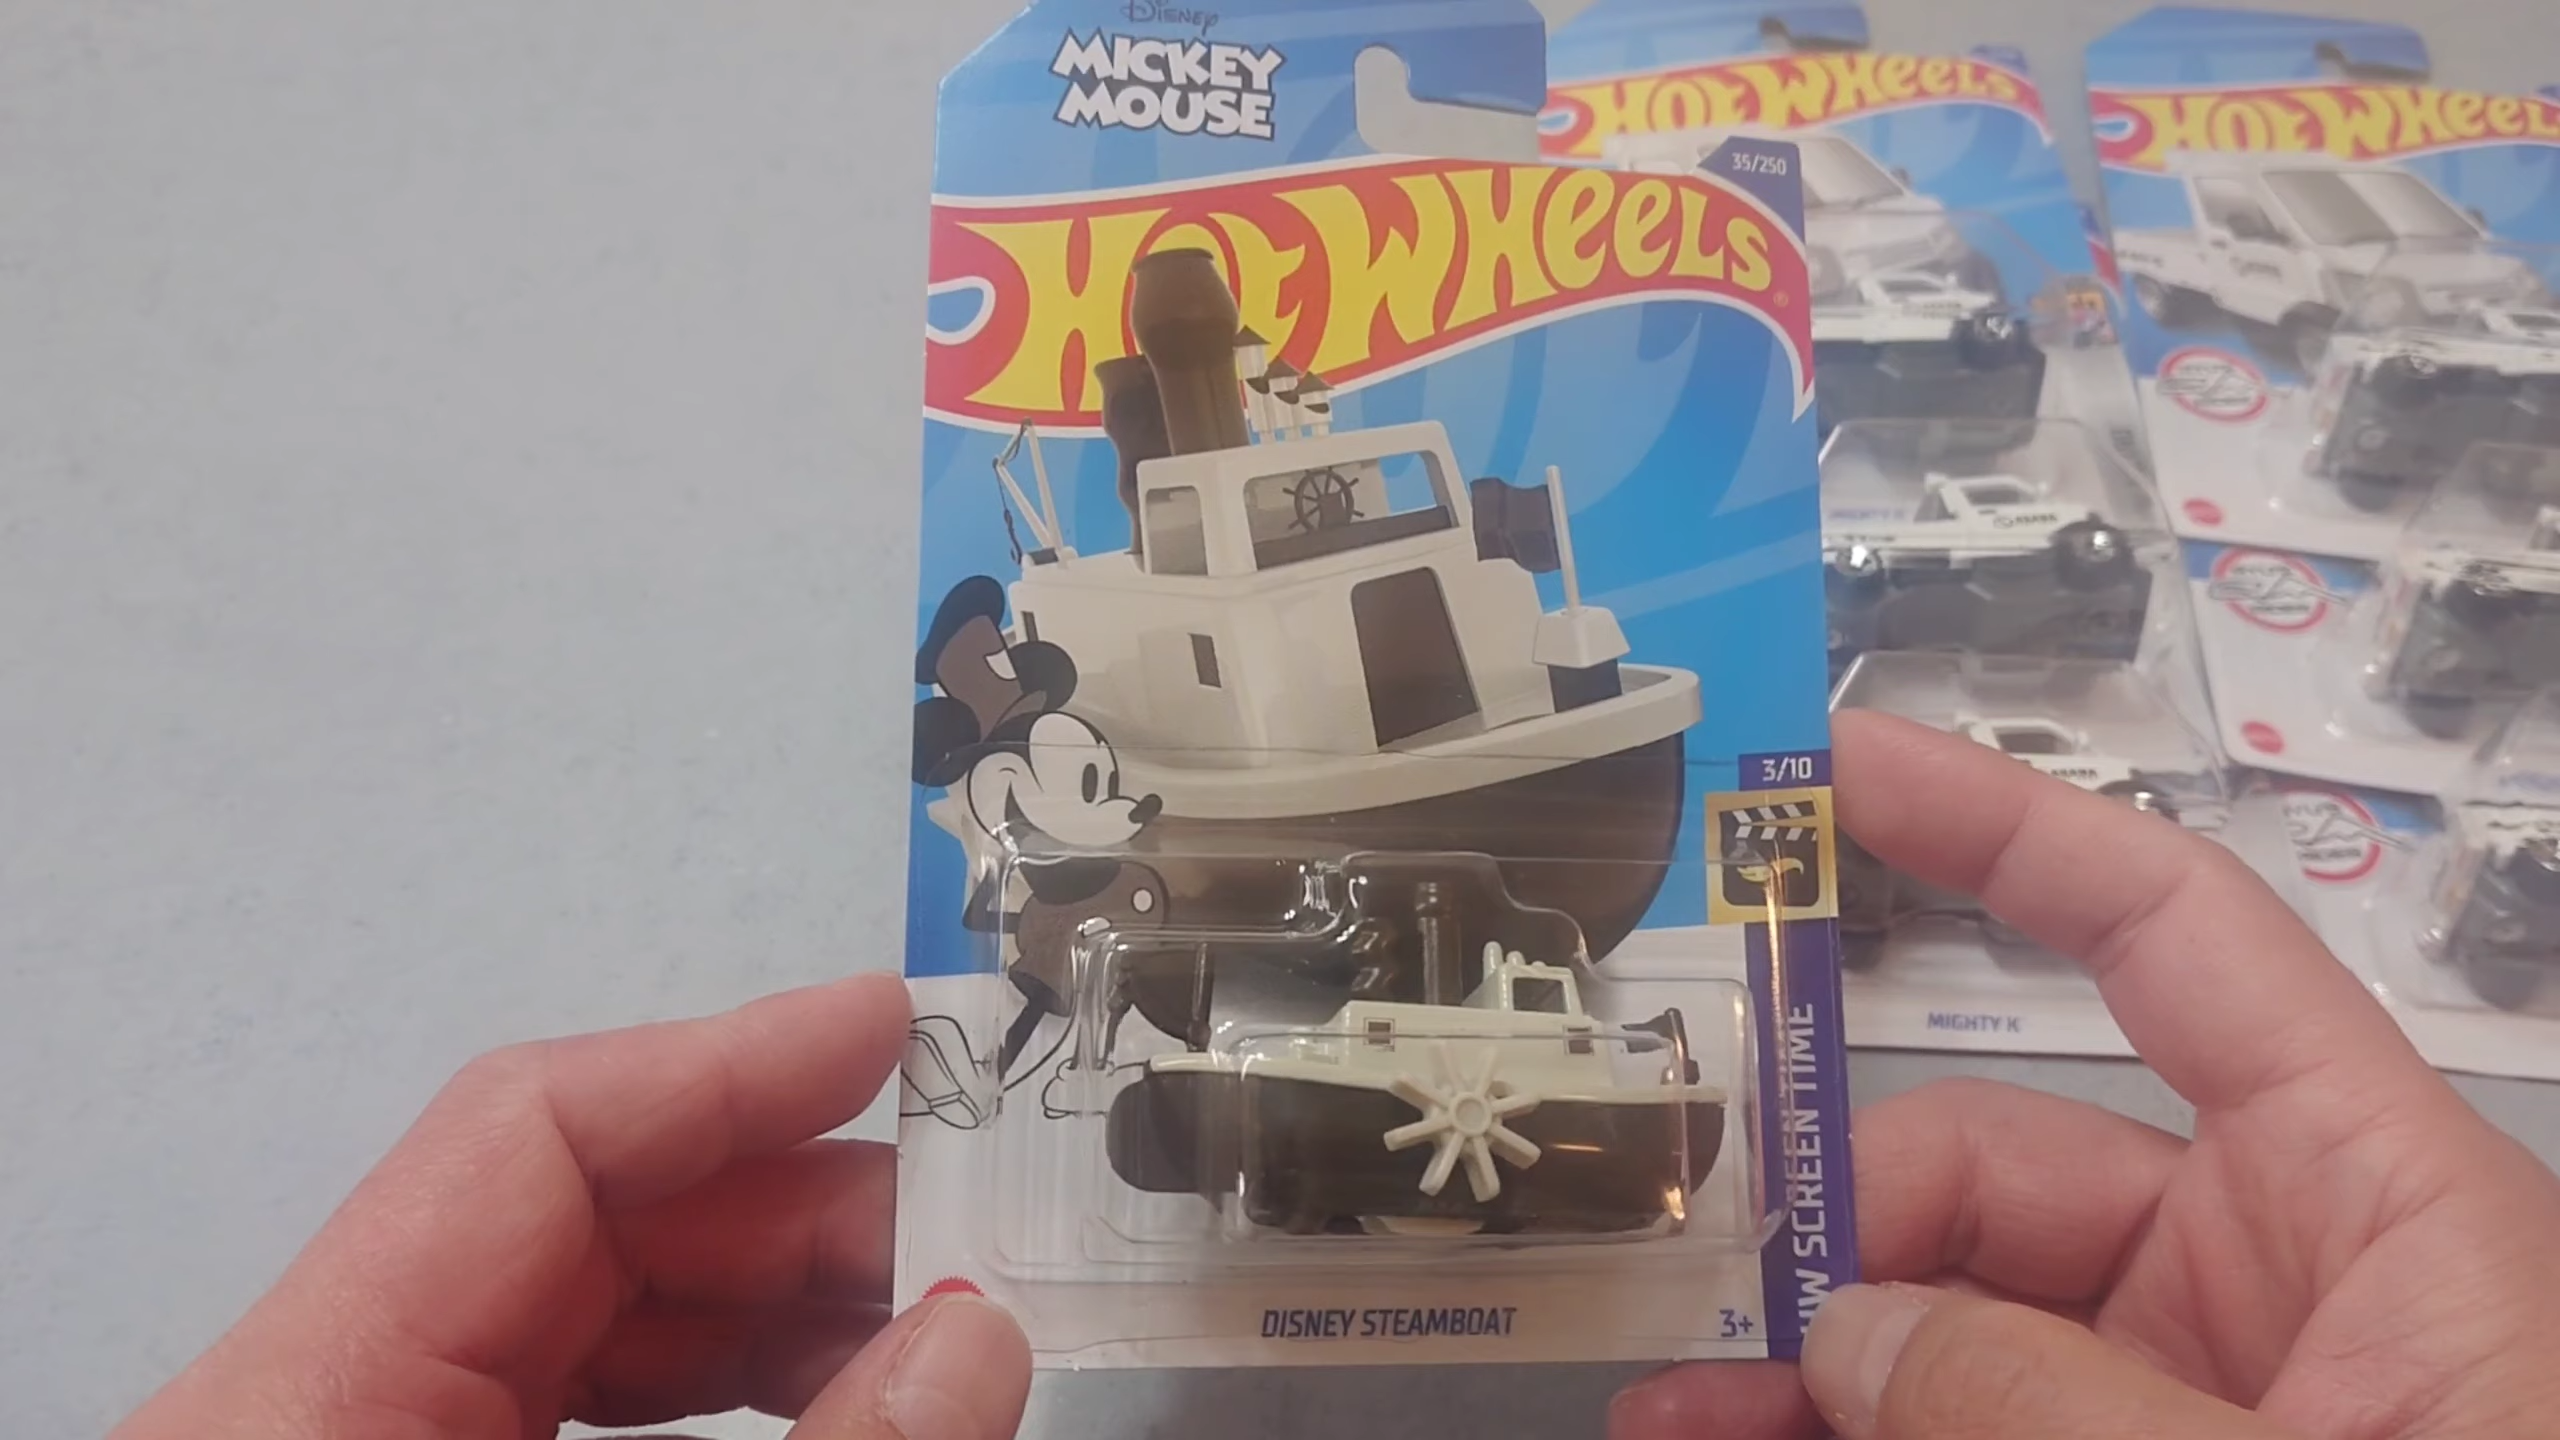 Disney
MICKEY
MOUSE
HOT WHEELS®
35/250
3/10
HW SCREEN TIME
DISNEY STEAMBOAT
3+
HOT WHEELS
HOT WHEELS
MIGHTY K
MIGHTY K